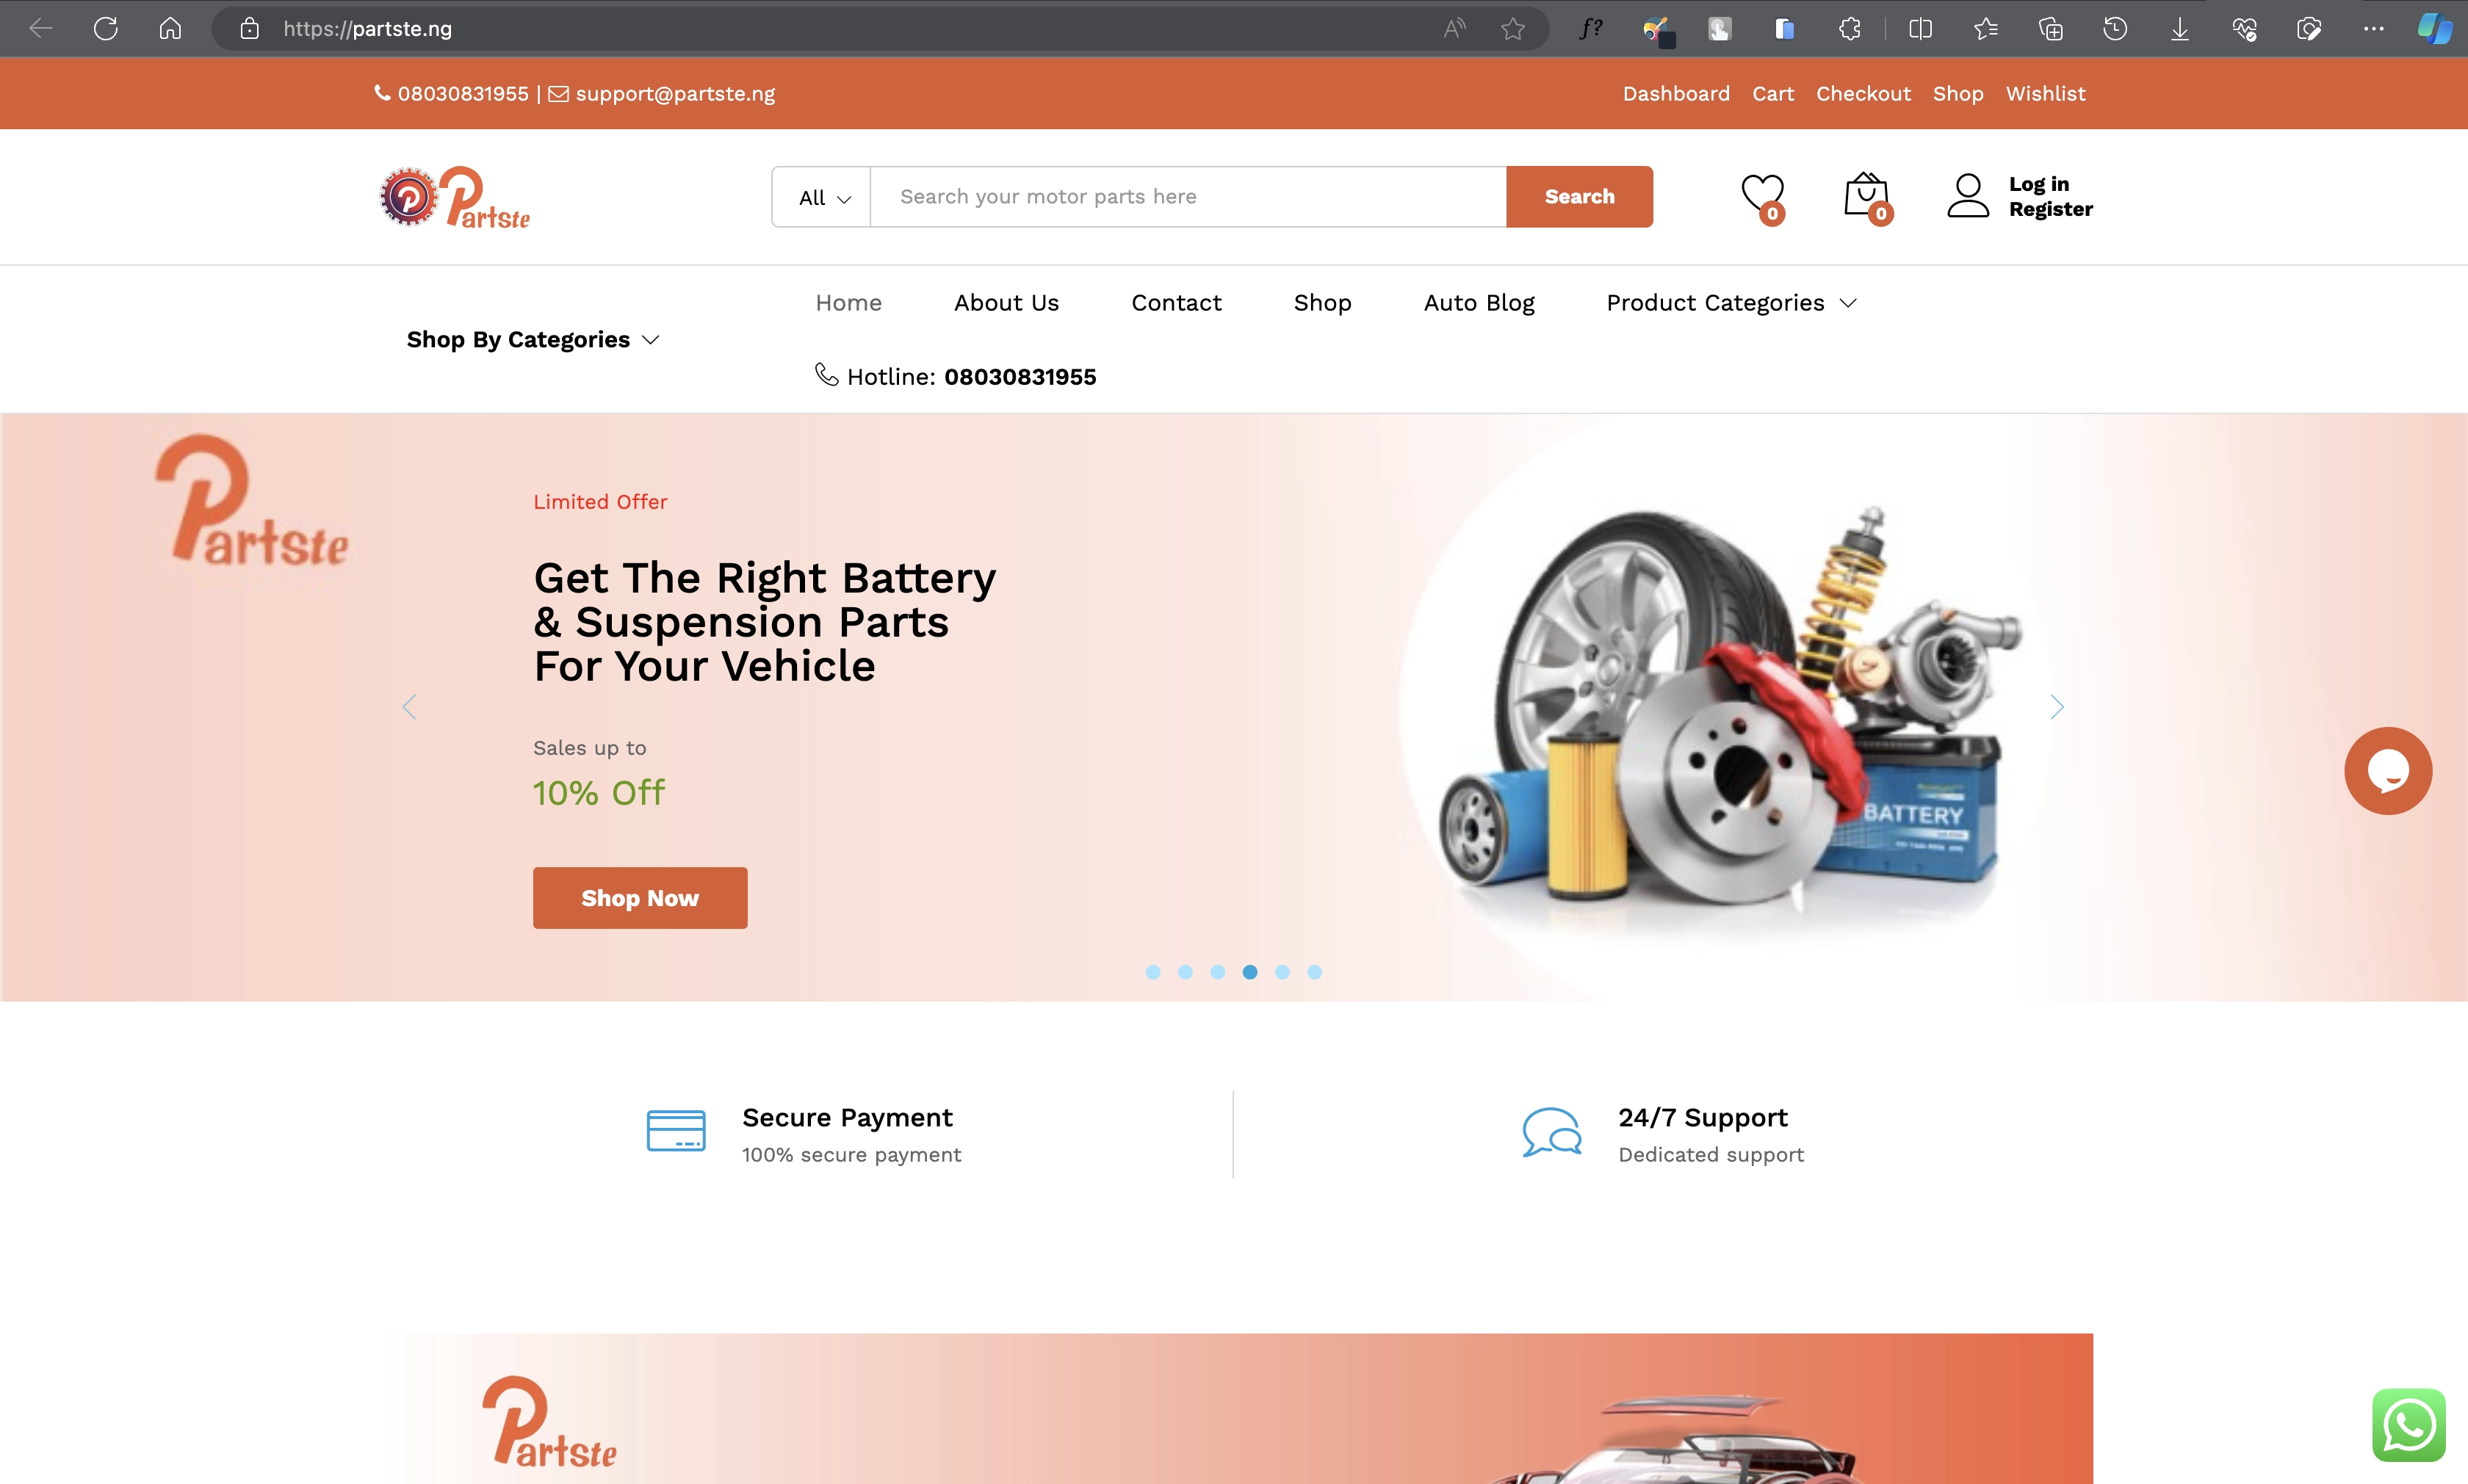 https://partste.ng
08030831955 | support@partste.ng
Dashboard Cart Checkout Shop Wishlist
Partste
All
Search your motor parts here
Search
0
0
Log in
Register
Shop By Categories
Home About Us Contact Shop Auto Blog Product Categories
Hotline: 08030831955
Partste
Limited Offer
Get The Right Battery
& Suspension Parts
For Your Vehicle
Sales up to
10% Off
Shop Now
BATTERY
Secure Payment
100% secure payment
24/7 Support
Dedicated support
Partste